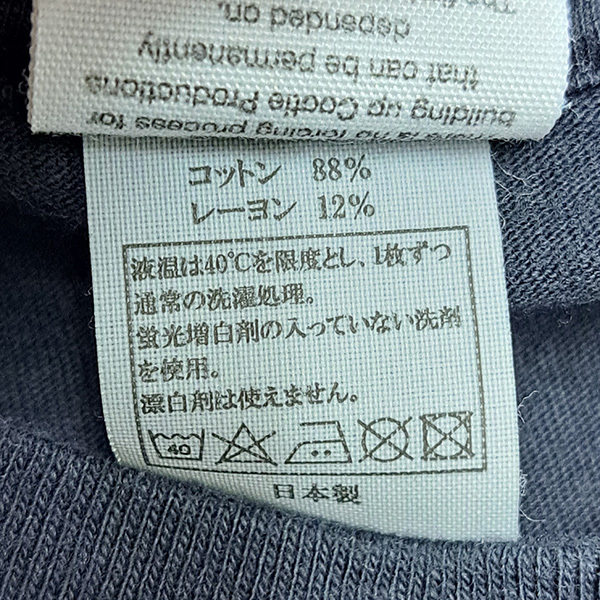 The
depended on.
that can be permanently
building up Cootie Productions.
is no forcing process for
コットン 88%
レーヨン 12%
液温は40℃を限度とし、1枚ずつ
通常の洗濯処理。
蛍光増白剤の入っていない洗剤
を使用。
漂白剤は使えません。
40
日本製